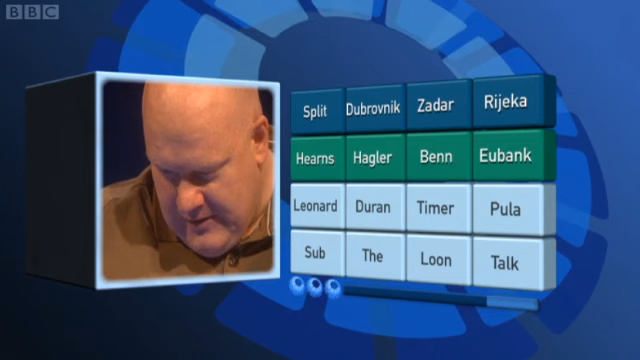 BBC
Split Dubrovnik Zadar Rijeka
Hearns Hagler Benn Eubank
Leonard Duran Timer Pula
Sub The Loon Talk